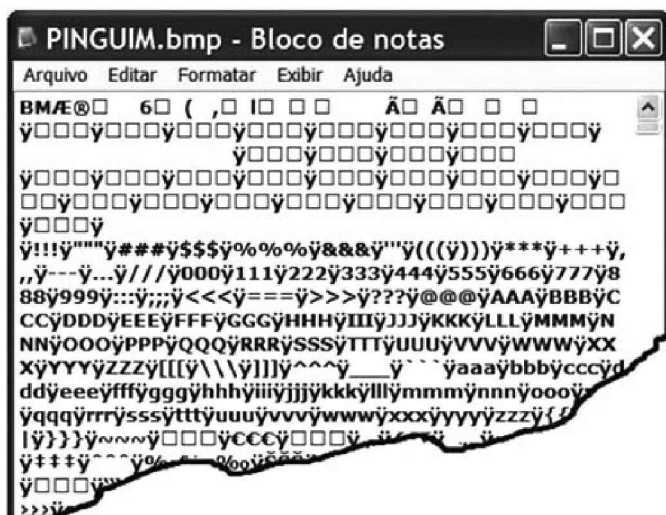 PINGUIM.bmp - Bloco de notas
Arquivo Editar Formatar Exibir Ajuda
BMÆ®□ 6□ ( ,□ I□ □ □ Ã□ Ã□ □ □
ÿ□□□ÿ□□□ÿ□□□ÿ□□□ÿ□□□ÿ□□□ÿ□□□ÿ□□□ÿ
ÿ□□□ÿ□□□ÿ□□□ÿ□□□
ÿ□□□ÿ□□□ÿ□□□ÿ□□□ÿ□□□ÿ□□□ÿ□□□ÿ□□□ÿ□
□□ÿ□□□ÿ□□□ÿ□□□ÿ□□□ÿ□□□ÿ□□□ÿ□□□ÿ□□□
ÿ□□□ÿ
ÿ!!!ÿ"""ÿ###ÿ$$$ÿ%%%ÿ&&&ÿ'''ÿ(((ÿ)))ÿ***ÿ+++ÿ,
,,ÿ---ÿ...ÿ///ÿ000ÿ111ÿ222ÿ333ÿ444ÿ555ÿ666ÿ777ÿ8
88ÿ999ÿ:::ÿ;;;ÿ<<<ÿ===ÿ>>>ÿ???ÿ@@@ÿAAAÿBBBÿC
CCÿDDDÿEEEÿFFFÿGGGÿHHHÿIIIÿJJJÿKKKÿLLLÿMMMÿN
NNÿOOOÿPPPÿQQQÿRRRÿSSSÿTTTÿUUUÿVVVÿWWWÿXX
XÿYYYÿZZZÿ[[[ÿ\\\ÿ]]]ÿ^^^ÿ___ÿ```ÿaaaÿbbbÿcccÿd
ddÿeeeÿfffÿgggÿhhhÿiiiÿjjjÿkkkÿlllÿmmmÿnnnÿoooÿ
ÿqqqÿrrrÿsssÿtttÿuuuÿvvvÿwwwÿxxxÿyyyÿzzzÿ{{
|ÿ}}}ÿ~~~ÿ□□□ÿ€€€ÿ□□□ÿ
ÿ‡‡‡ÿˆˆˆÿ‰
ÿ□□□ÿ
›››ÿ